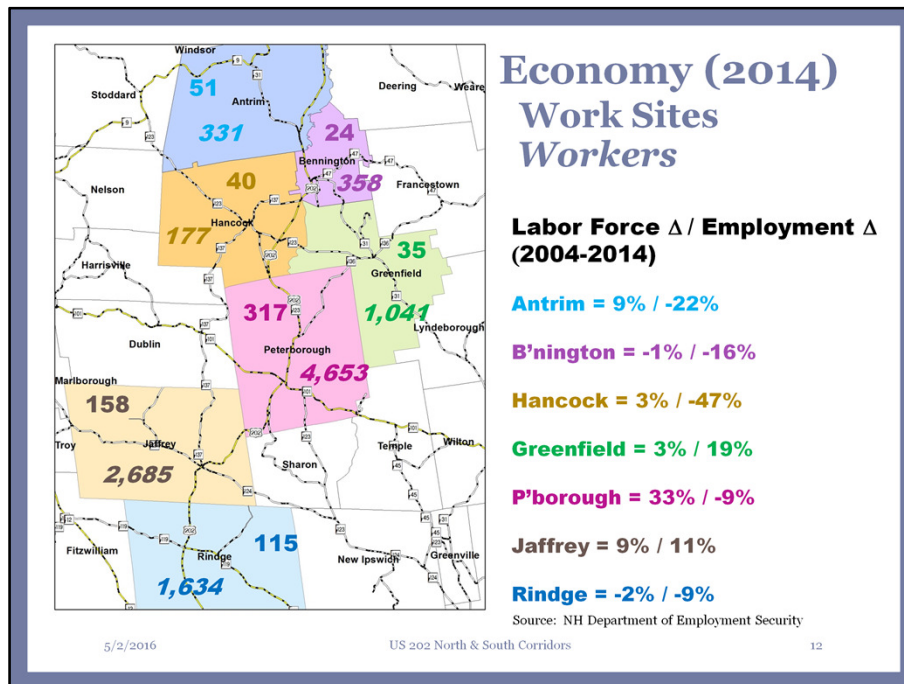 Economy (2014)
Work Sites
Workers
Labor Force Δ / Employment Δ
(2004-2014)
Antrim = 9% / -22%
B'nington = -1% / -16%
Hancock = 3% / -47%
Greenfield = 3% / 19%
P'borough = 33% / -9%
Jaffrey = 9% / 11%
Rindge = -2% / -9%
Source: NH Department of Employment Security
Windsor
51
Stoddard
Antrim
Deering
Weare
331
24
Bennington
Nelson
40
358
Francestown
Hancock
177
35
Harrisville
Greenfield
317
1,041
Lyndeborough
Dublin
Peterborough
4,653
Marlborough
158
Troy
Jaffrey
Temple
Wilton
2,685
Sharon
115
Fitzwilliam
Rindge
New Ipswich
Greenville
1,634
5/2/2016
US 202 North & South Corridors
12